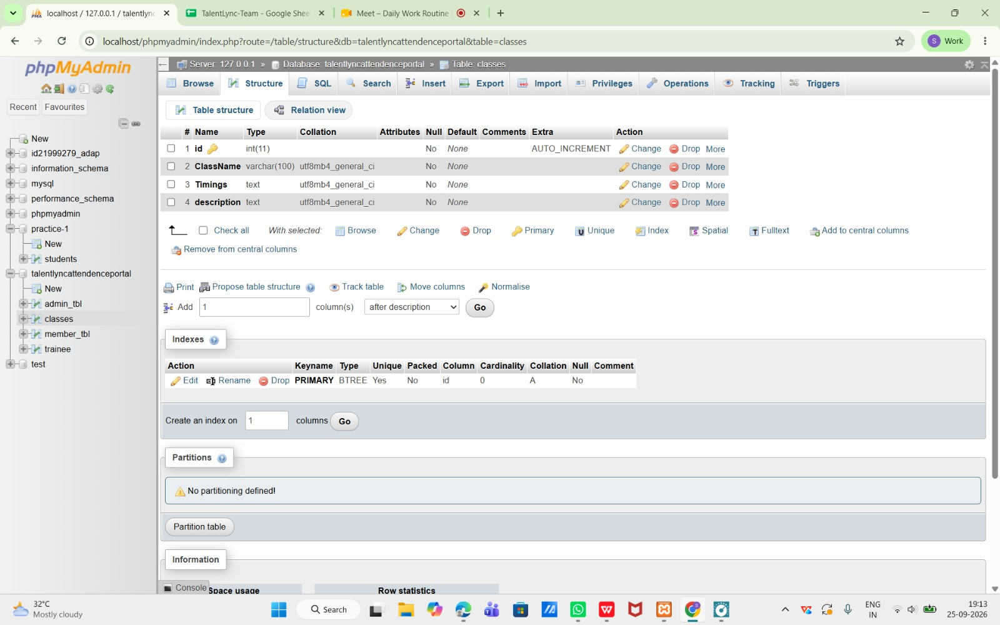 localhost / 127.0.0.1 / talentlync
TalentLync-Team - Google Shee
Meet – Daily Work Routine
localhost/phpmyadmin/index.php?route=/table/structure&db=talentlyncattendenceportal&table=classes
S Work
phpMyAdmin
Recent Favourites
New
id21999279_adap
information_schema
mysql
performance_schema
phpmyadmin
practice-1
New
students
talentlyncattendenceportal
New
admin_tbl
classes
member_tbl
trainee
test
Server: 127.0.0.1 » Database: talentlyncattendenceportal » Table: classes
Browse Structure SQL Search Insert Export Import Privileges Operations Tracking Triggers
Table structure Relation view
# Name Type Collation Attributes Null Default Comments Extra Action
1 id int(11) No None AUTO_INCREMENT Change Drop More
2 ClassName varchar(100) utf8mb4_general_ci No None Change Drop More
3 Timings text utf8mb4_general_ci No None Change Drop More
4 description text utf8mb4_general_ci No None Change Drop More
Check all With selected: Browse Change Drop Primary Unique Index Spatial Fulltext Add to central columns
Remove from central columns
Print Propose table structure Track table Move columns Normalise
Add 1 column(s) after description Go
Indexes
Action Keyname Type Unique Packed Column Cardinality Collation Null Comment
Edit Rename Drop PRIMARY BTREE Yes No id 0 A No
Create an index on 1 columns Go
Partitions
No partitioning defined!
Partition table
Information
Console
Space usage Row statistics
32°C
Mostly cloudy
Search
ENG
IN
19:13
25-09-2026